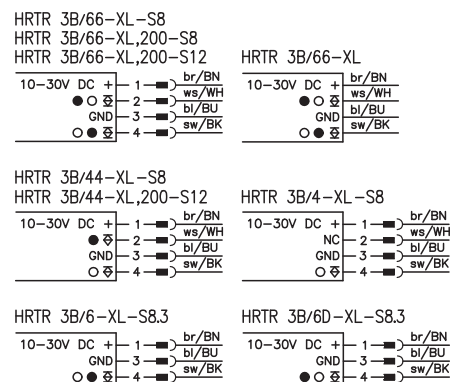 HRTR 3B/66-XL-S8
HRTR 3B/66-XL,200-S8
HRTR 3B/66-XL,200-S12
10-30V DC + 1 br/BN
2 ws/WH
GND 3 bl/BU
4 sw/BK
HRTR 3B/66-XL
10-30V DC + br/BN
ws/WH
GND bl/BU
sw/BK
HRTR 3B/44-XL-S8
HRTR 3B/44-XL,200-S12
10-30V DC + 1 br/BN
2 ws/WH
GND 3 bl/BU
4 sw/BK
HRTR 3B/4-XL-S8
10-30V DC + 1 br/BN
NC 2 ws/WH
GND 3 bl/BU
4 sw/BK
HRTR 3B/6-XL-S8.3
10-30V DC + 1 br/BN
GND 3 bl/BU
4 sw/BK
HRTR 3B/6D-XL-S8.3
10-30V DC + 1 br/BN
GND 3 bl/BU
4 sw/BK